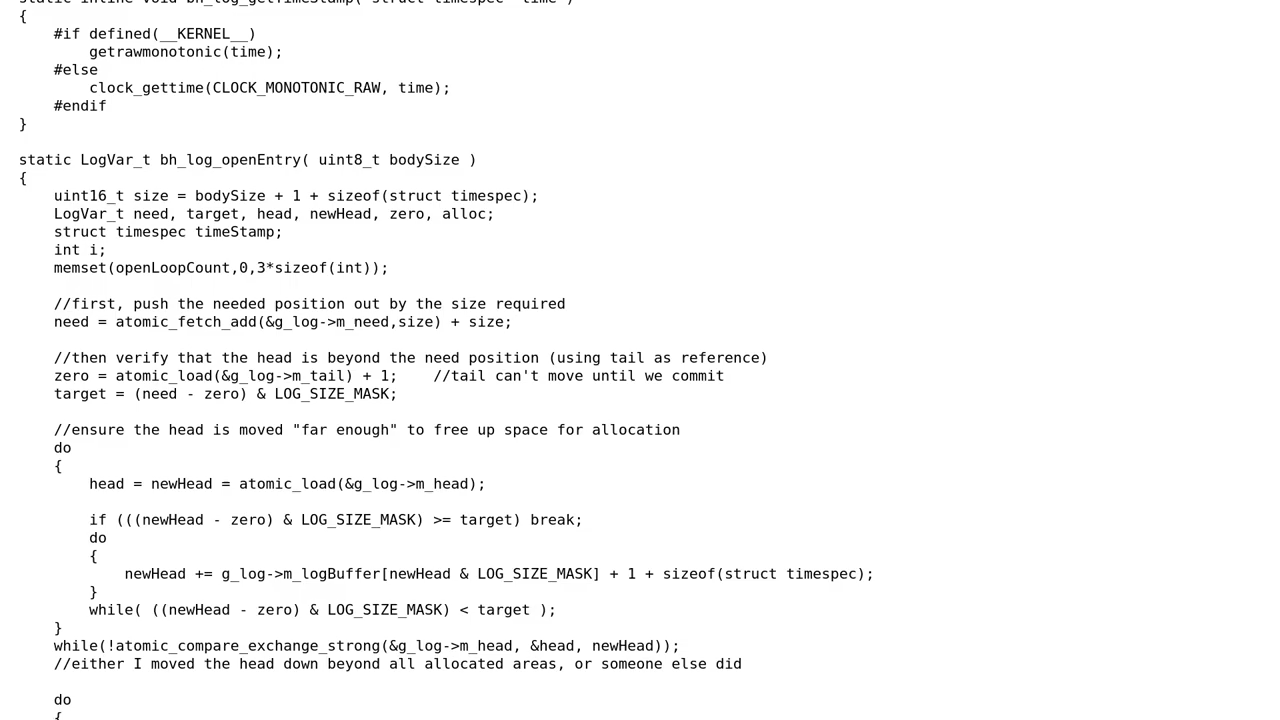 static inline void bh_log_getTimeStamp( struct timespec *time )
{
    #if defined(__KERNEL__)
        getrawmonotonic(time);
    #else
        clock_gettime(CLOCK_MONOTONIC_RAW, time);
    #endif
}

static LogVar_t bh_log_openEntry( uint8_t bodySize )
{
    uint16_t size = bodySize + 1 + sizeof(struct timespec);
    LogVar_t need, target, head, newHead, zero, alloc;
    struct timespec timeStamp;
    int i;
    memset(openLoopCount,0,3*sizeof(int));

    //first, push the needed position out by the size required
    need = atomic_fetch_add(&g_log->m_need,size) + size;

    //then verify that the head is beyond the need position (using tail as reference)
    zero = atomic_load(&g_log->m_tail) + 1;    //tail can't move until we commit
    target = (need - zero) & LOG_SIZE_MASK;

    //ensure the head is moved "far enough" to free up space for allocation
    do
    {
        head = newHead = atomic_load(&g_log->m_head);

        if (((newHead - zero) & LOG_SIZE_MASK) >= target) break;
        do
        {
            newHead += g_log->m_logBuffer[newHead & LOG_SIZE_MASK] + 1 + sizeof(struct timespec);
        }
        while( ((newHead - zero) & LOG_SIZE_MASK) < target );
    }
    while(!atomic_compare_exchange_strong(&g_log->m_head, &head, newHead));
    //either I moved the head down beyond all allocated areas, or someone else did

    do
    {